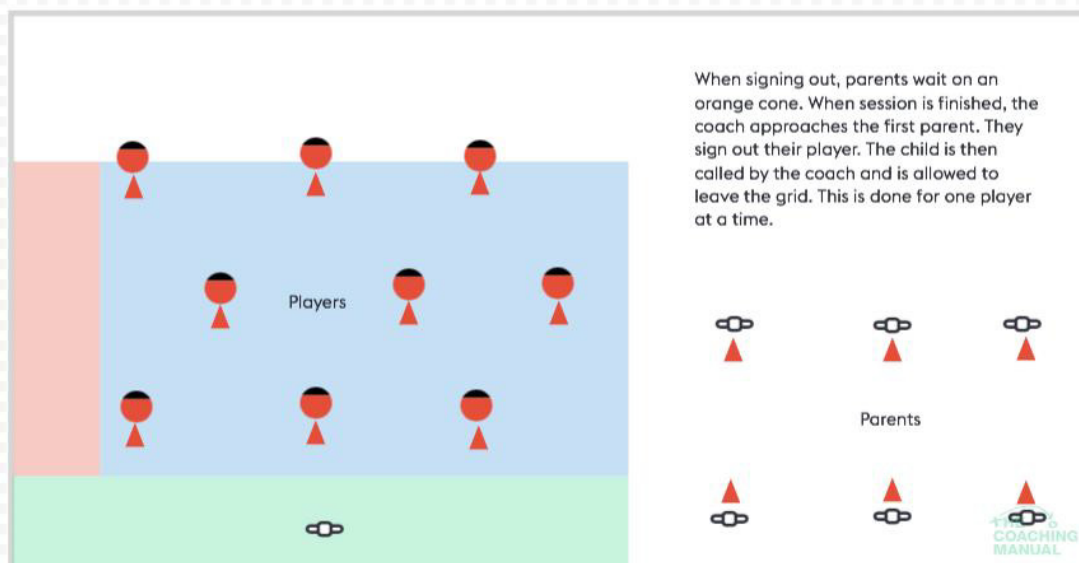 When signing out, parents wait on an
orange cone. When session is finished, the
coach approaches the first parent. They
sign out their player. The child is then
called by the coach and is allowed to
leave the grid. This is done for one player
at a time.
Players
Parents
THE
COACHING
MANUAL